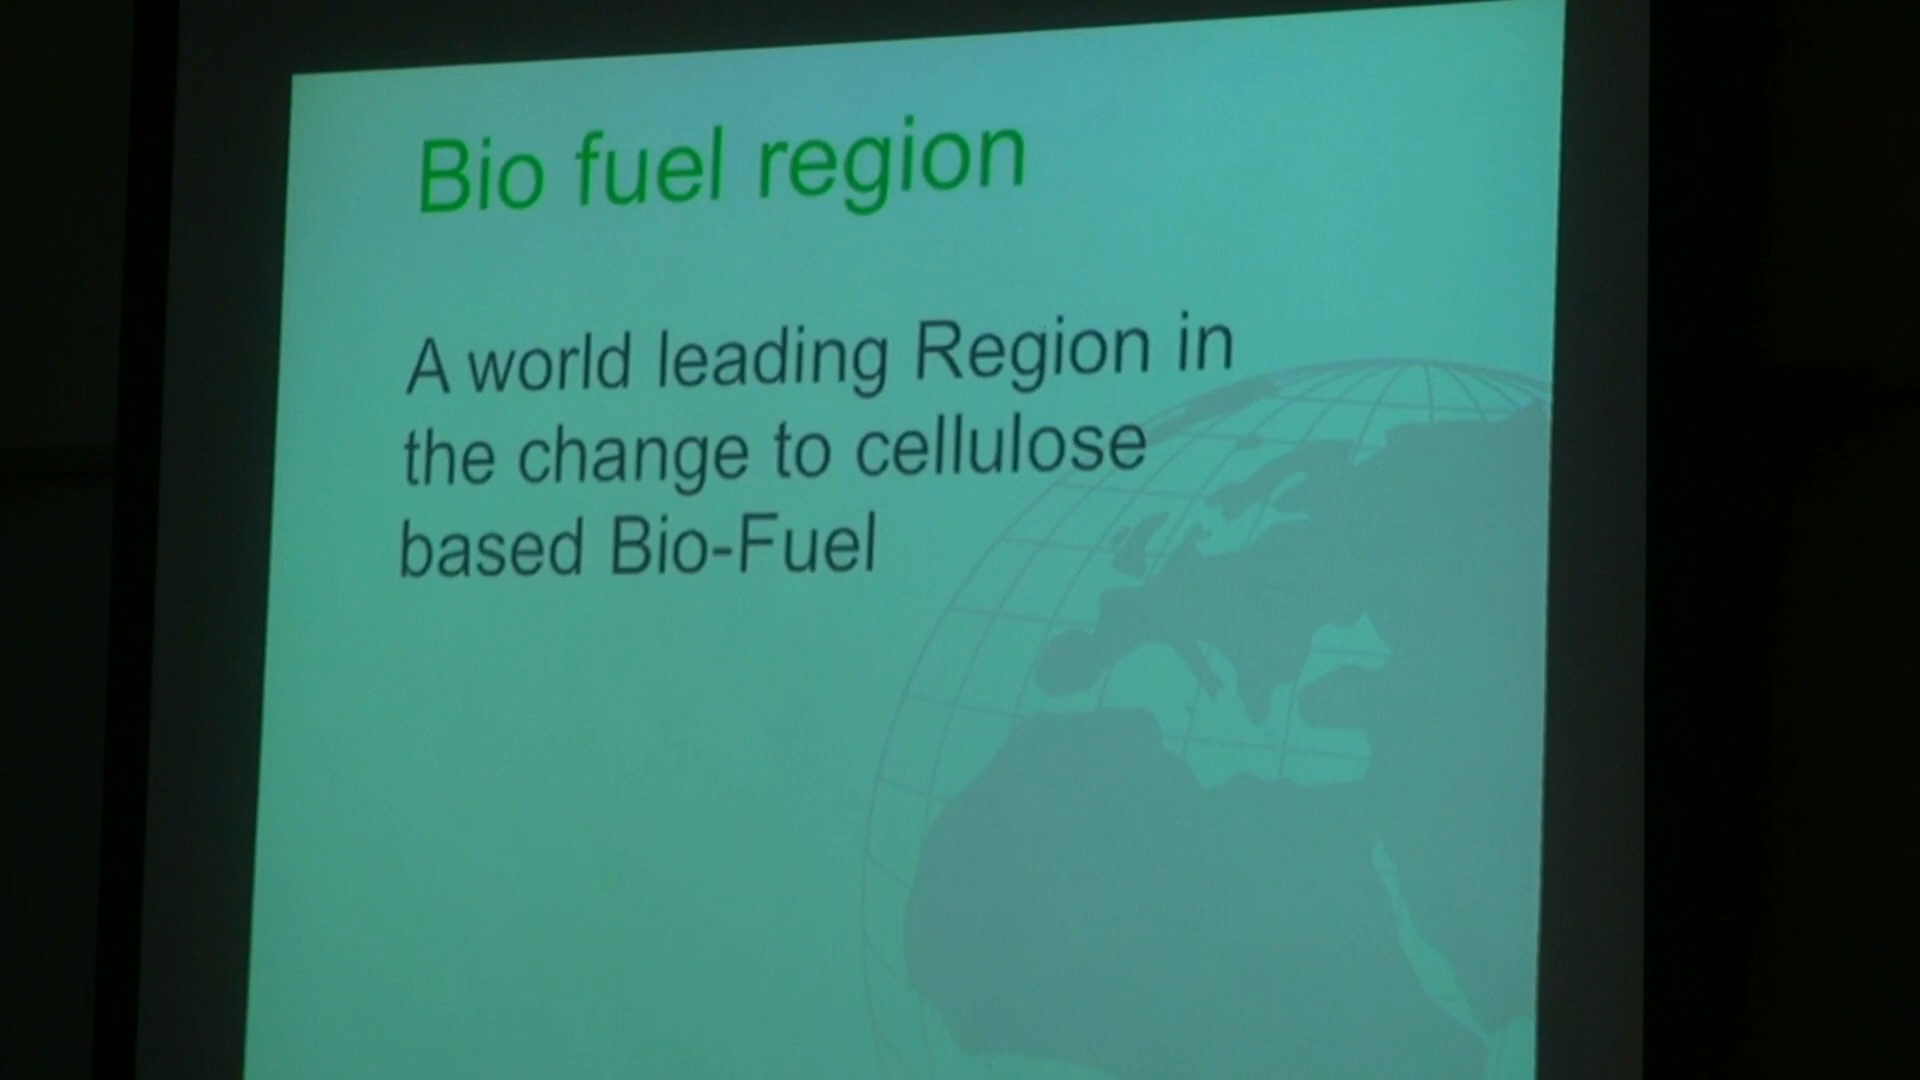 Bio fuel region
A world leading Region in
the change to cellulose
based Bio-Fuel